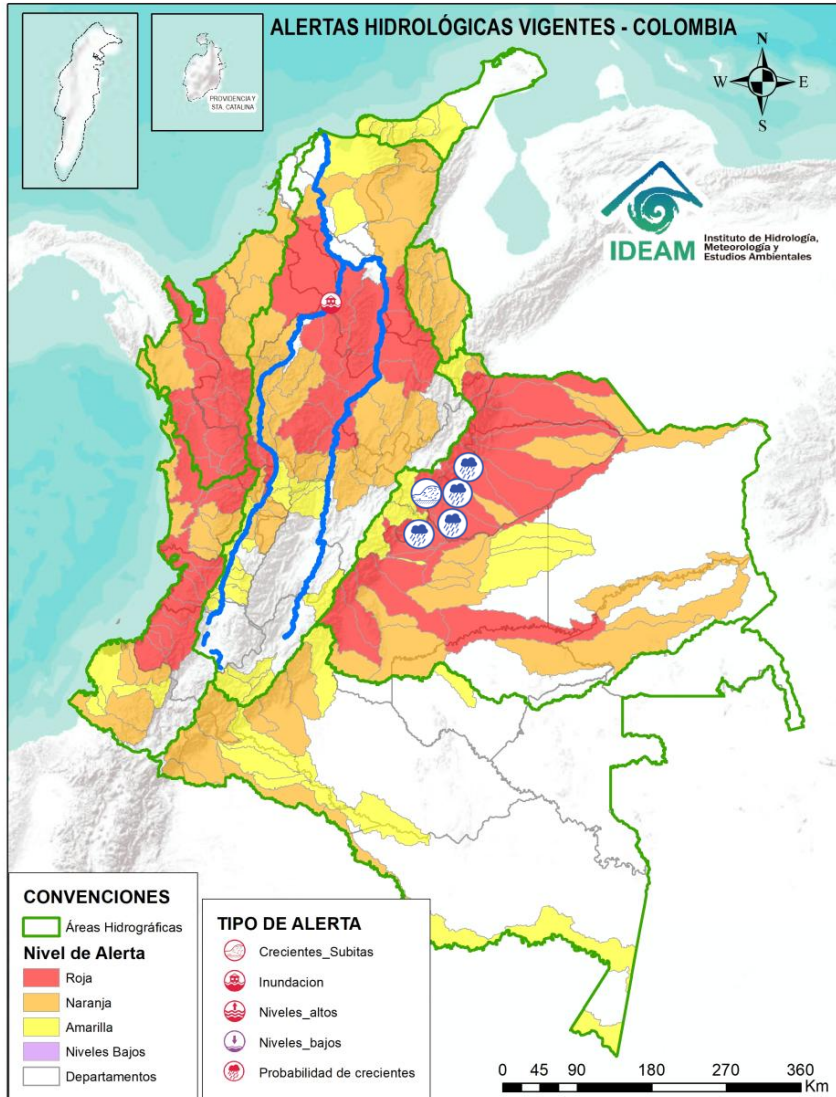 ALERTAS HIDROLÓGICAS VIGENTES - COLOMBIA
N
W
E
S
PROVIDENCIA Y
STA. CATALINA
IDEAM
Instituto de Hidrología,
Meteorología y
Estudios Ambientales
CONVENCIONES
Áreas Hidrográficas
Nivel de Alerta
Roja
Naranja
Amarilla
Niveles Bajos
Departamentos
TIPO DE ALERTA
Crecientes_Subitas
Inundacion
Niveles_altos
Niveles_bajos
Probabilidad de crecientes
0 45 90 180 270 360
Km